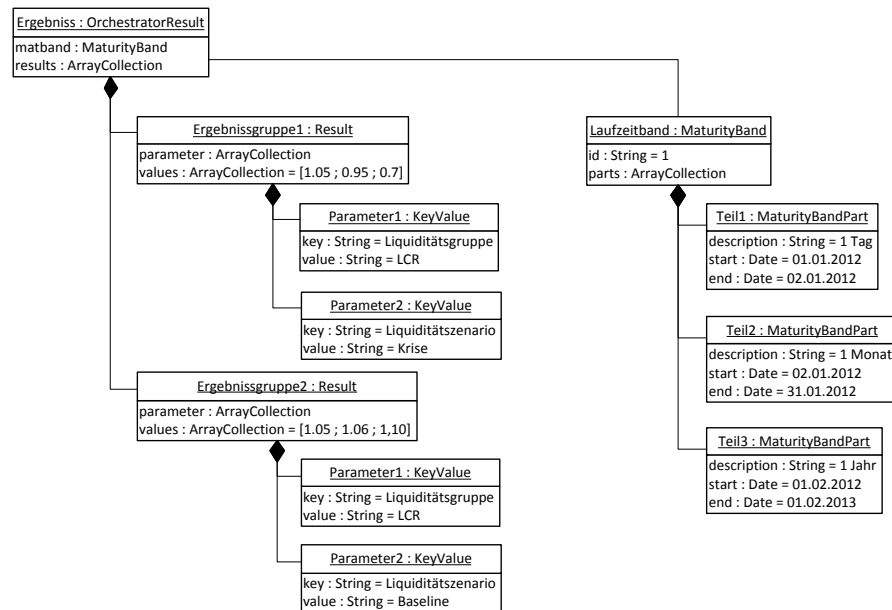 Ergebniss : OrchestratorResult
matband : MaturityBand
results : ArrayCollection
Ergebnissgruppe1 : Result
parameter : ArrayCollection
values : ArrayCollection = [1.05 ; 0.95 ; 0.7]
Parameter1 : KeyValue
key : String = Liquiditätsgruppe
value : String = LCR
Parameter2 : KeyValue
key : String = Liquiditätszenario
value : String = Krise
Ergebnissgruppe2 : Result
parameter : ArrayCollection
values : ArrayCollection = [1.05 ; 1.06 ; 1,10]
Parameter1 : KeyValue
key : String = Liquiditätsgruppe
value : String = LCR
Parameter2 : KeyValue
key : String = Liquiditätszenario
value : String = Baseline
Laufzeitband : MaturityBand
id : String = 1
parts : ArrayCollection
Teil1 : MaturityBandPart
description : String = 1 Tag
start : Date = 01.01.2012
end : Date = 02.01.2012
Teil2 : MaturityBandPart
description : String = 1 Monat
start : Date = 02.01.2012
end : Date = 31.01.2012
Teil3 : MaturityBandPart
description : String = 1 Jahr
start : Date = 01.02.2012
end : Date = 01.02.2013